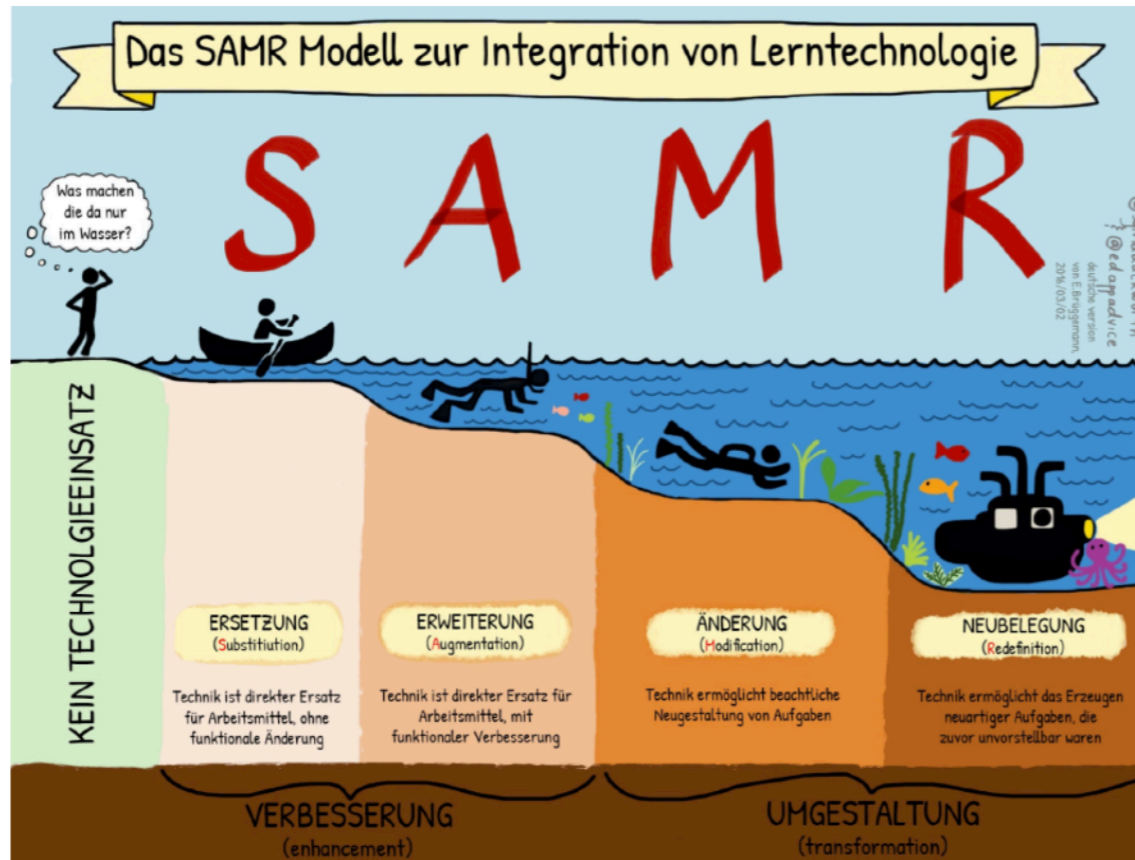 Das SAMR Modell zur Integration von Lerntechnologie
S A M R
Was machen
die da nur
im Wasser?
@edappadvice
deutsche version
von E.Brüggemann,
2016/03/02
KEIN TECHNOLGIEEINSATZ
ERSETZUNG
(Substitiution)
Technik ist direkter Ersatz
für Arbeitsmittel, ohne
funktionale Änderung
ERWEITERUNG
(Augmentation)
Technik ist direkter Ersatz für
Arbeitsmittel, mit
funktionaler Verbesserung
ÄNDERUNG
(Modification)
Technik ermöglicht beachtliche
Neugestaltung von Aufgaben
NEUBELEGUNG
(Redefinition)
Technik ermöglicht das Erzeugen
neuartiger Aufgaben, die
zuvor unvorstellbar waren
VERBESSERUNG
(enhancement)
UMGESTALTUNG
(transformation)